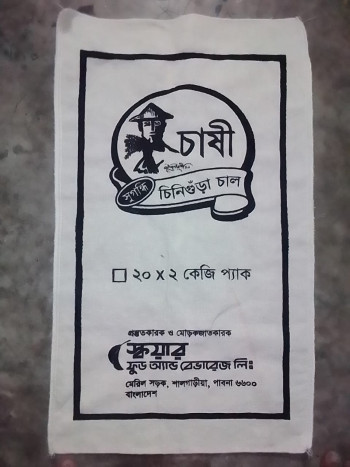 চাষী
সুগন্ধি চিনিগুঁড়া চাল
২০ x ২ কেজি প্যাক
প্রস্তুতকারক ও মোড়কজাতকারক
স্কয়ার
ফুড অ্যান্ড বেভারেজ লিঃ
মেরিল সড়ক, শালগাড়ীয়া, পাবনা ৬৬০০
বাংলাদেশ